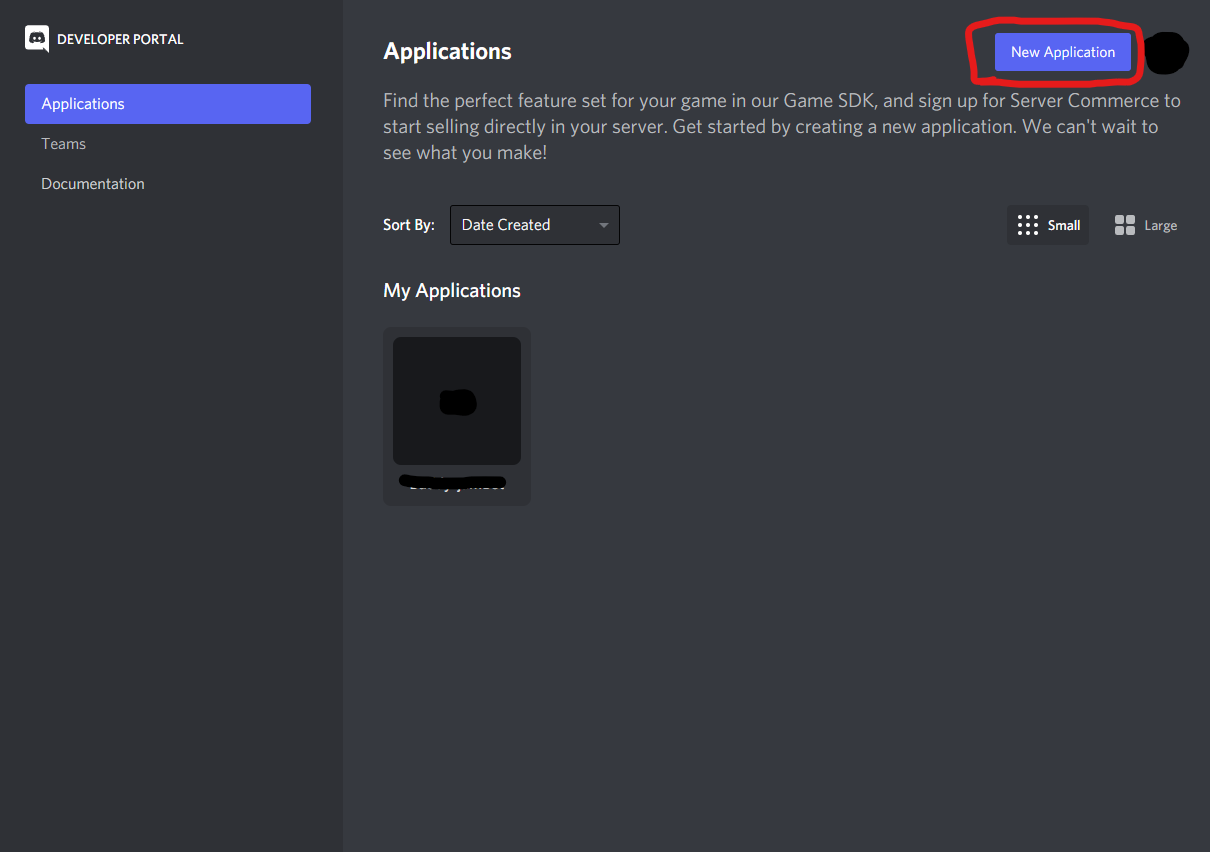 DEVELOPER PORTAL
Applications
Teams
Documentation
Applications
New Application
Find the perfect feature set for your game in our Game SDK, and sign up for Server Commerce to
start selling directly in your server. Get started by creating a new application. We can't wait to
see what you make!
Sort By:
Date Created
Small
Large
My Applications